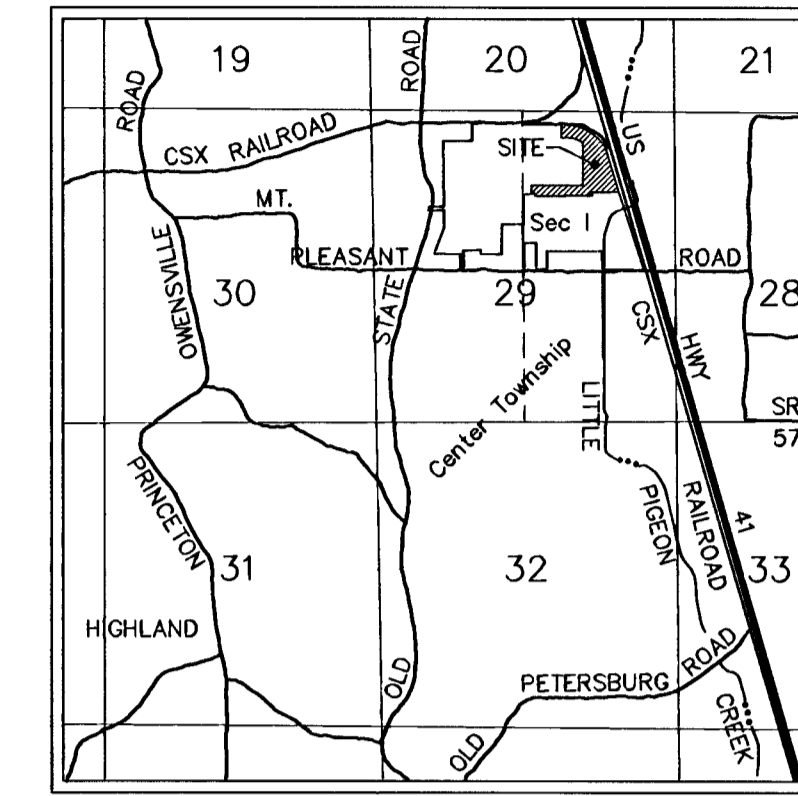 19
20
21
ROAD
ROAD
CSX RAILROAD
SITE
US
MT.
Sec I
PLEASANT
ROAD
OWENSVILLE
30
STATE
29
28
CSX
HWY
Center Township
LITTLE
SR
57
PRINCETON
PIGEON
RAILROAD
41
31
32
33
HIGHLAND
OLD
PETERSBURG ROAD
OLD
CREEK